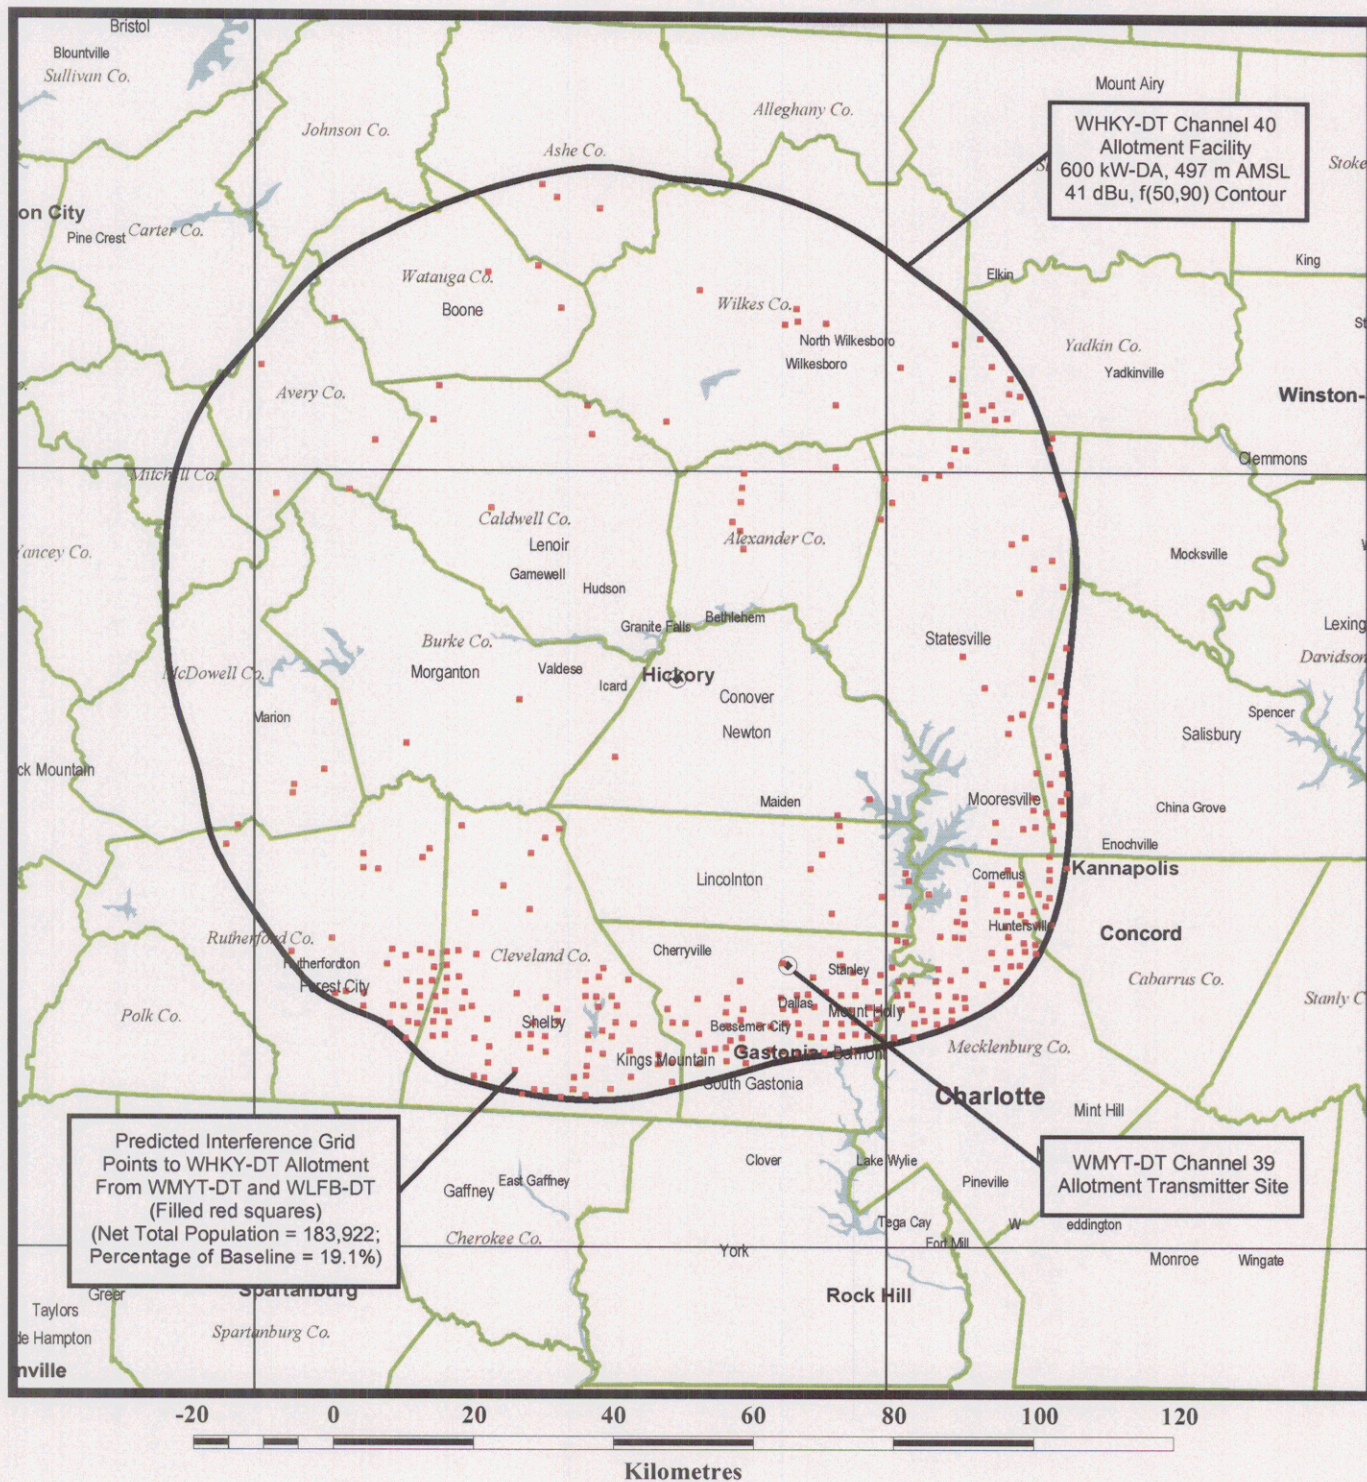 Bristol
Blountville
Sullivan Co.
Mount Airy
Alleghany Co.
WHKY-DT Channel 40
Allotment Facility
600 kW-DA, 497 m AMSL
41 dBu, f(50,90) Contour
Johnson Co.
Ashe Co.
Stoke
on City
Pine Crest
Carter Co.
King
Watauga Co.
Elkin
Boone
Wilkes Co.
North Wilkesboro
Wilkesboro
Yadkin Co.
Yadkinville
Avery Co.
Winston-
Clemmons
Mitchell Co.
Caldwell Co.
Lenoir
Alexander Co.
Yancey Co.
Mocksville
Gamewell
Hudson
Granite Falls
Bethlehem
Lexing
Burke Co.
Statesville
Davidson
McDowell Co.
Morganton
Valdese
Icard
Hickory
Conover
Marion
Newton
Spencer
Salisbury
ck Mountain
Maiden
Mooresville
China Grove
Enochville
Lincolnton
Cornelius
Kannapolis
Huntersville
Concord
Rutherford Co.
Cherryville
Cleveland Co.
Rutherfordton
Stanley
Cabarrus Co.
Forest City
Stanly C
Polk Co.
Dallas
Mount Holly
Shelby
Bessemer City
Gastonia
Belmont
Mecklenburg Co.
Kings Mountain
South Gastonia
Charlotte
Mint Hill
Predicted Interference Grid
Points to WHKY-DT Allotment
From WMYT-DT and WLFB-DT
(Filled red squares)
(Net Total Population = 183,922;
Percentage of Baseline = 19.1%)
Clover
Lake Wylie
WMYT-DT Channel 39
Allotment Transmitter Site
Pineville
East Gaffney
Gaffney
Tega Cay
W
eddington
Cherokee Co.
Fort Mill
York
Monroe
Wingate
Greer
Spartanburg
Rock Hill
Taylors
Spartanburg Co.
de Hampton
nville
-20 0 20 40 60 80 100 120
Kilometres